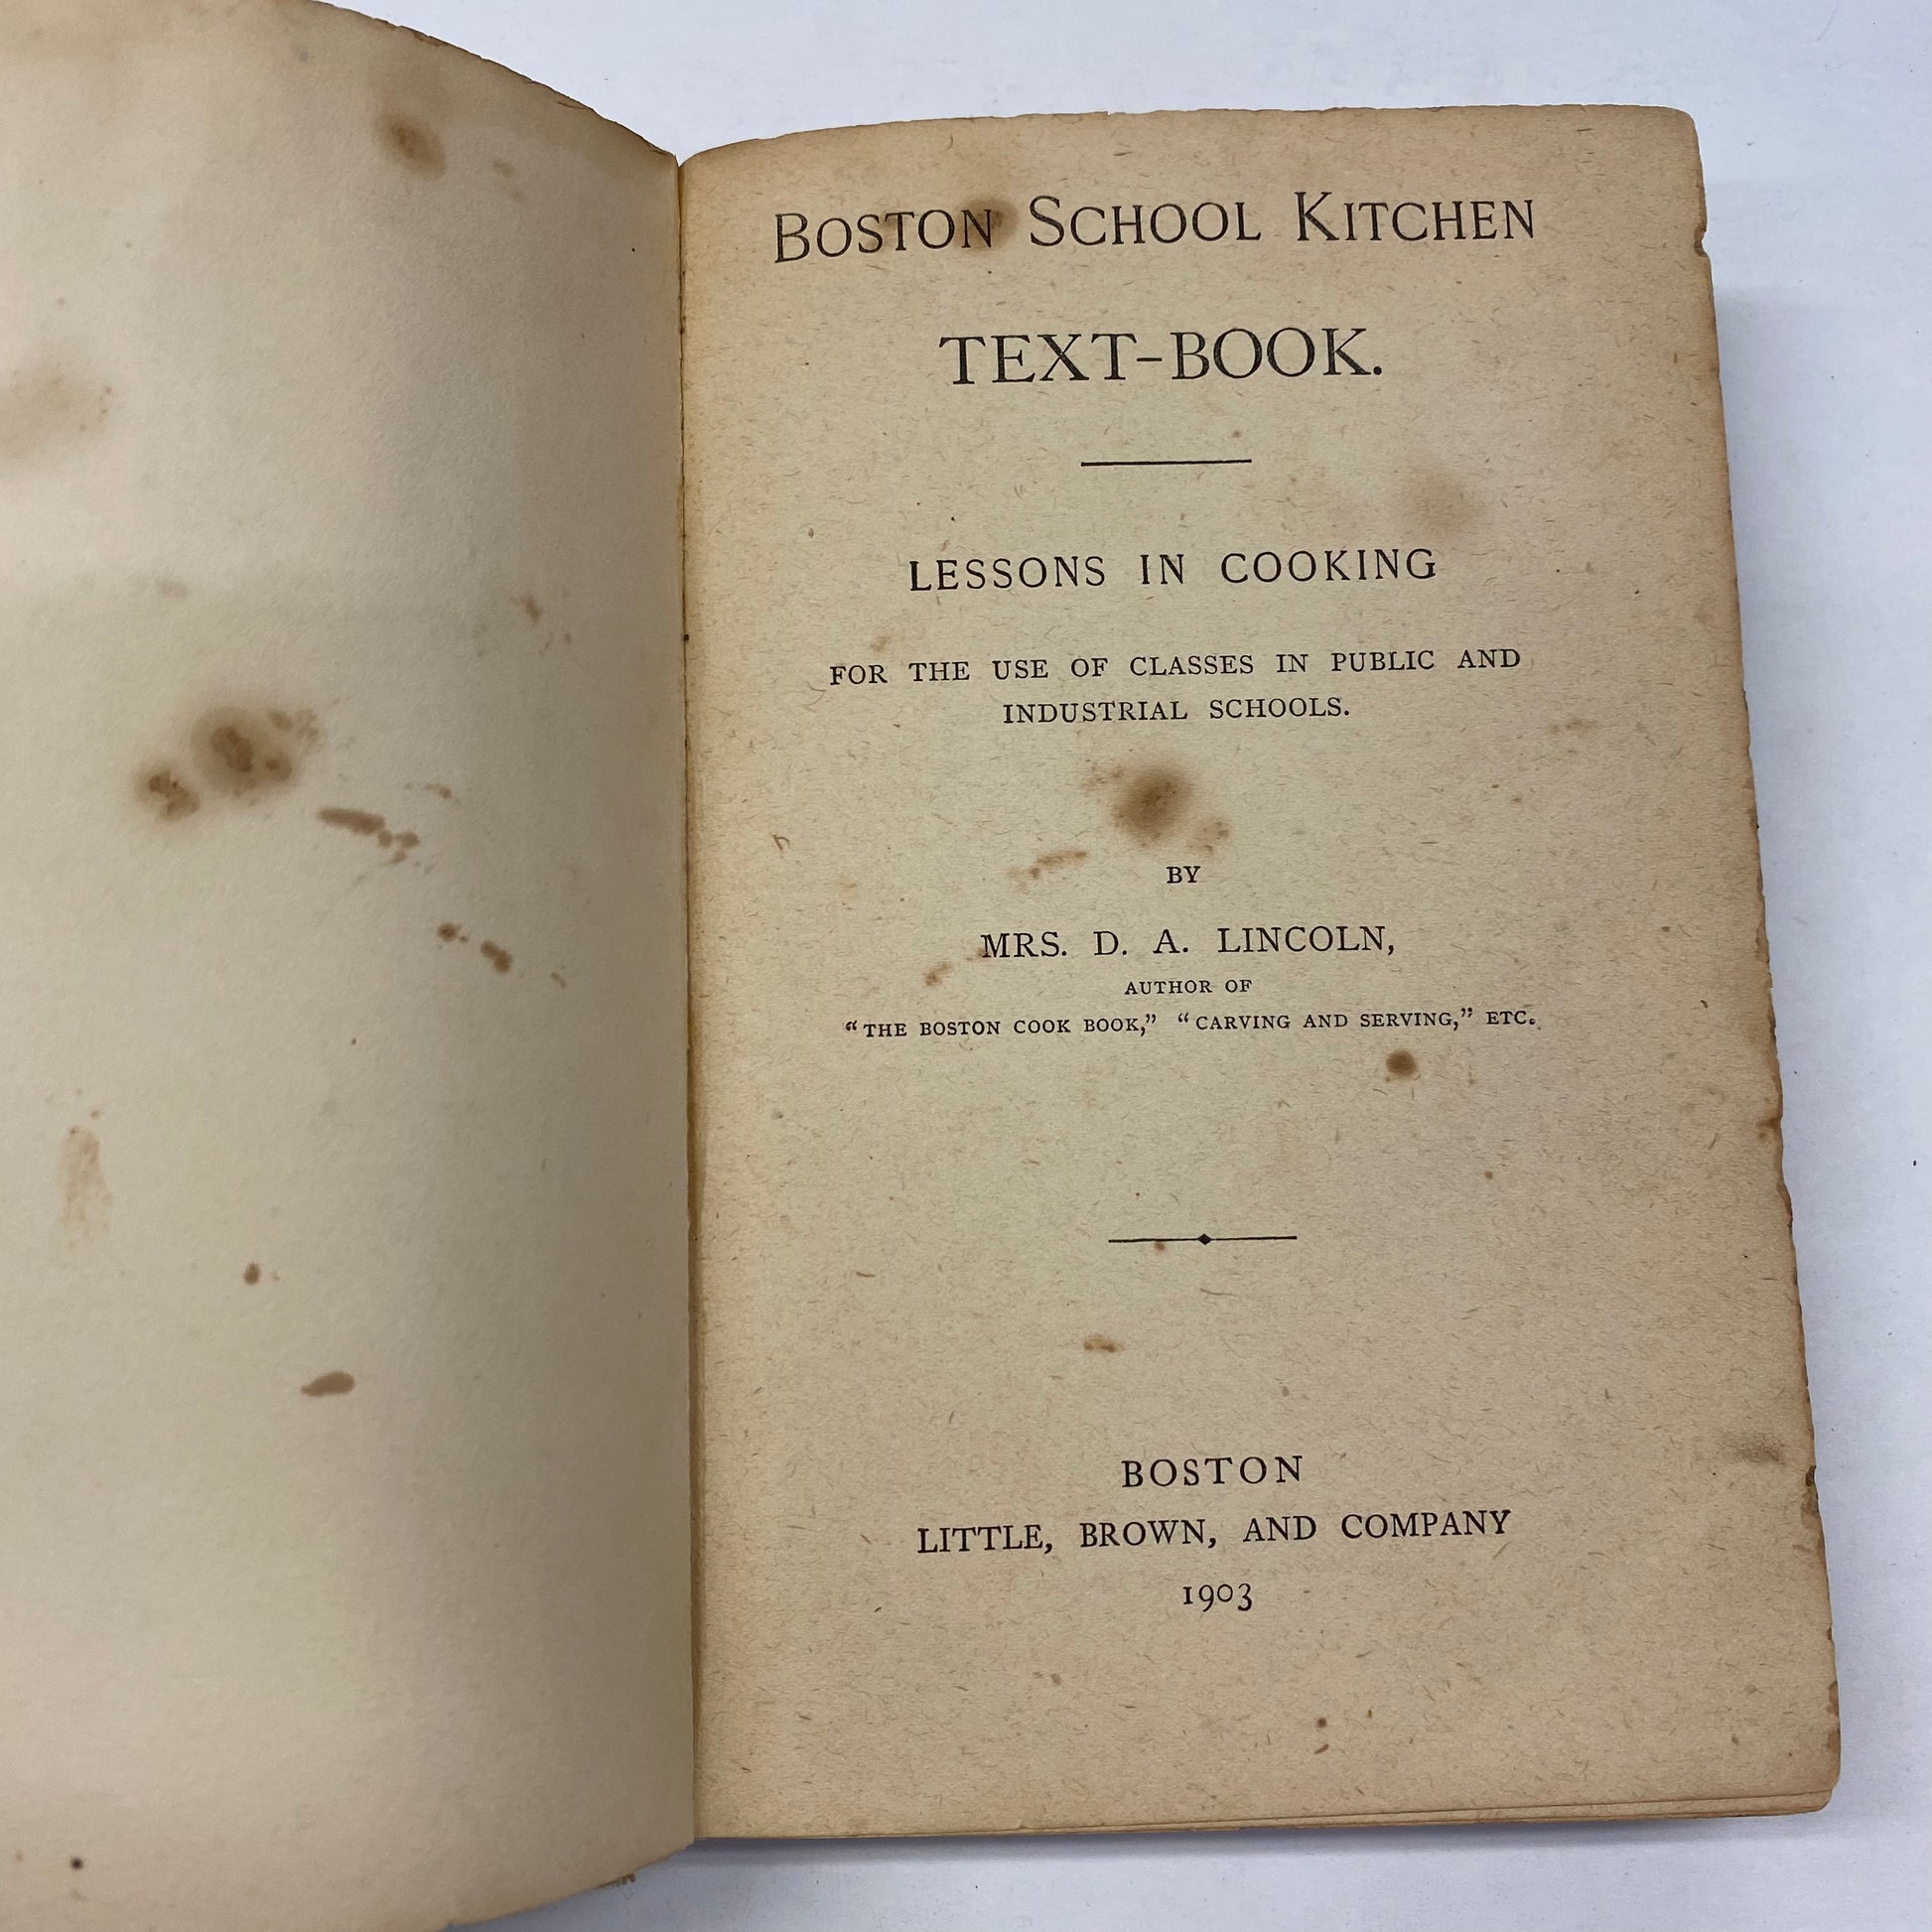 BOSTON SCHOOL KITCHEN
TEXT-BOOK.
LESSONS IN COOKING
FOR THE USE OF CLASSES IN PUBLIC AND
INDUSTRIAL SCHOOLS.
BY
MRS. D. A. LINCOLN,
AUTHOR OF
“THE BOSTON COOK BOOK,” “CARVING AND SERVING,” ETC.
BOSTON
LITTLE, BROWN, AND COMPANY
1903